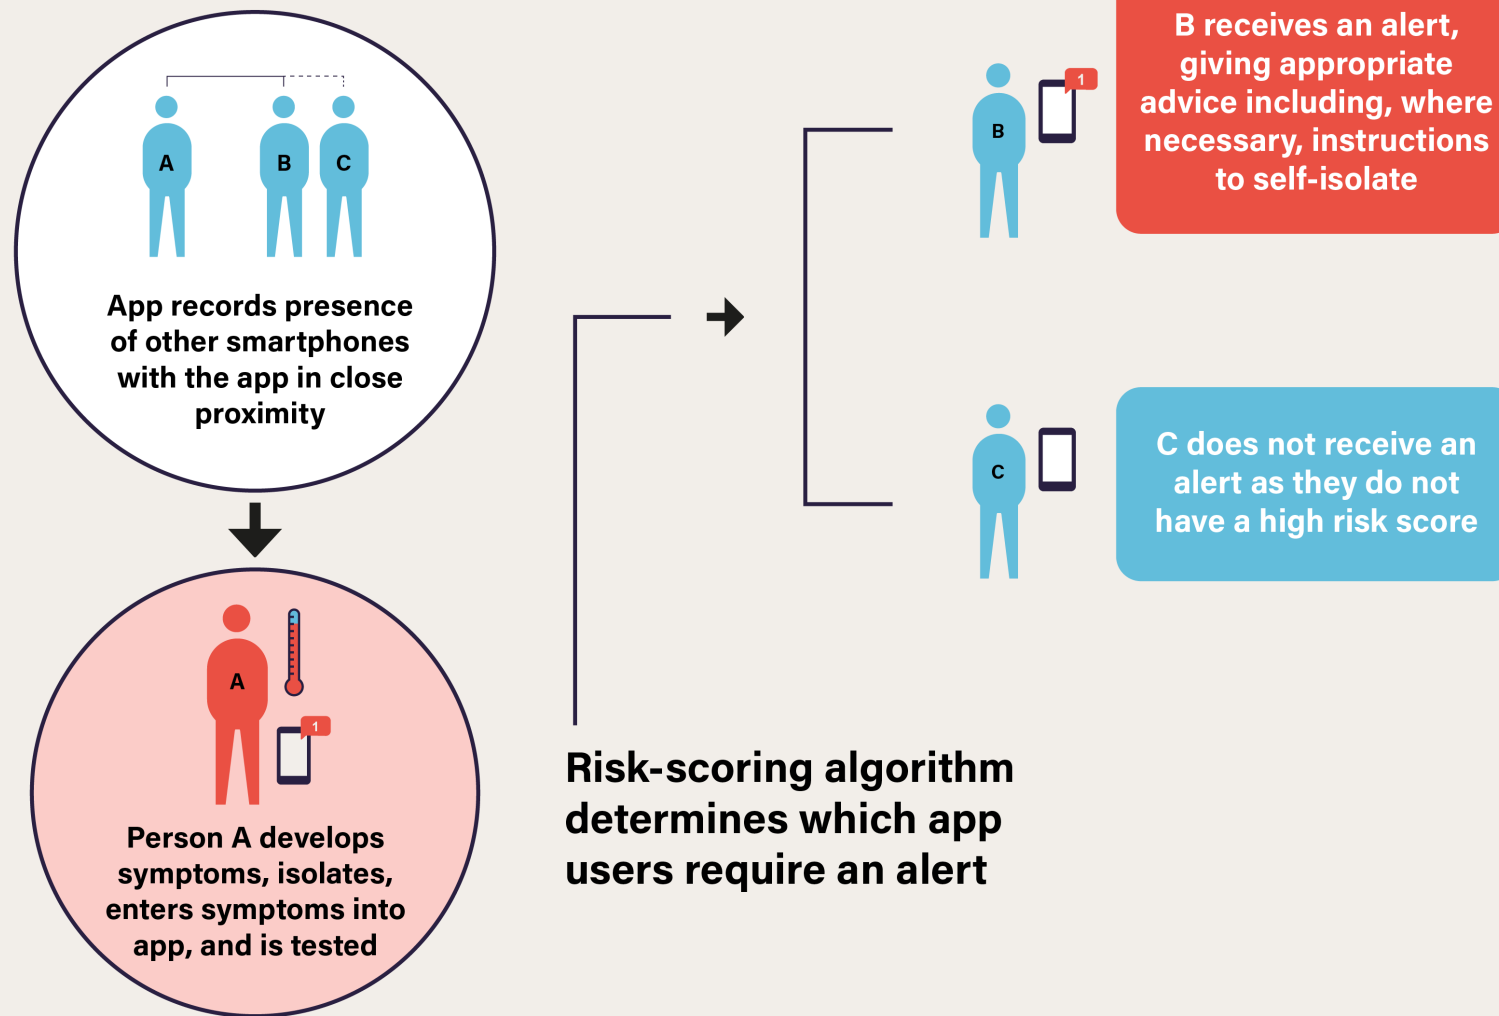 A
B
C
App records presence
of other smartphones
with the app in close
proximity
A
1
Person A develops
symptoms, isolates,
enters symptoms into
app, and is tested
Risk-scoring algorithm
determines which app
users require an alert
B
1
B receives an alert,
giving appropriate
advice including, where
necessary, instructions
to self-isolate
C
C does not receive an
alert as they do not
have a high risk score